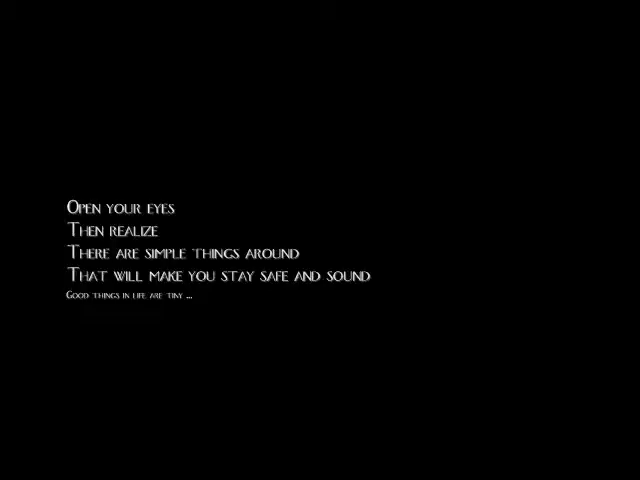 Open your eyes
Then realize
There are simple things around
That will make you stay safe and sound
Good things in life are tiny ...